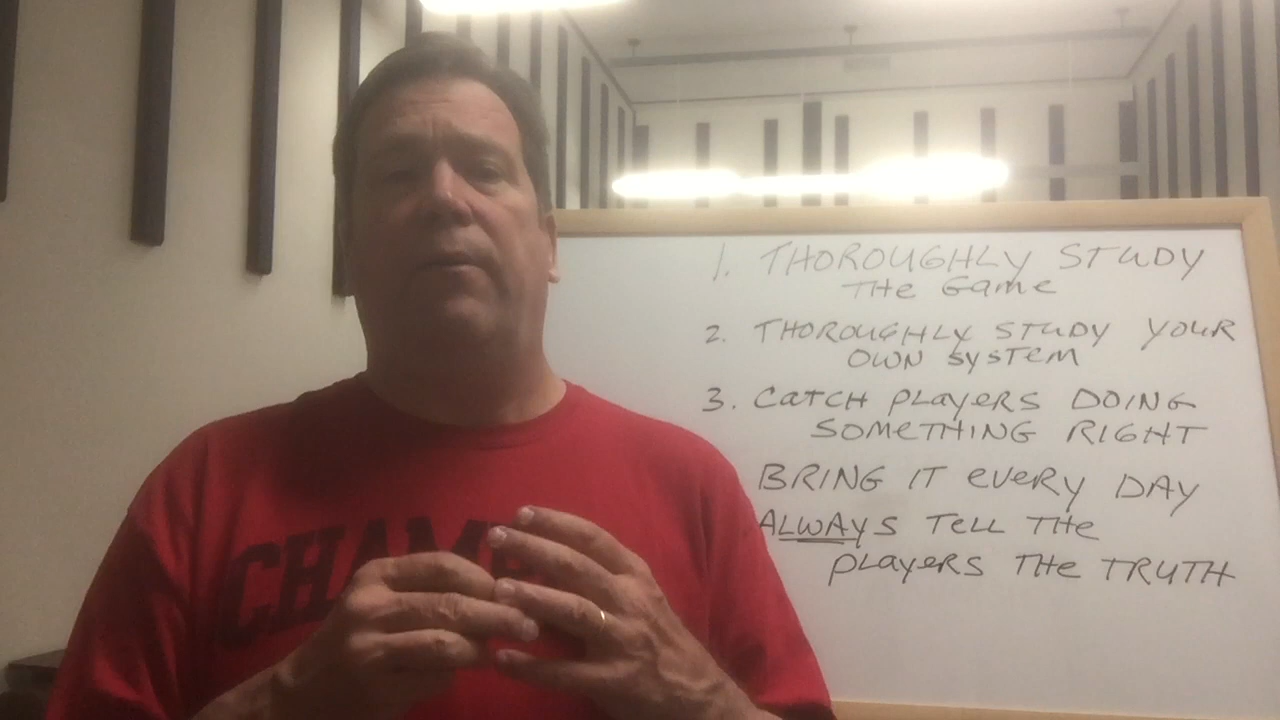 1. THOROUGHLY STUDY
THe Game
2. THOROUGHLY STUDY YOUR
OWN SYSTEM
3. CATCH PLAYeRS DOING
SOMeTHING RIGHT
BRING IT eVeRY DAY
ALWAYS TeLL THe
PLAYeRS THe TRUTH